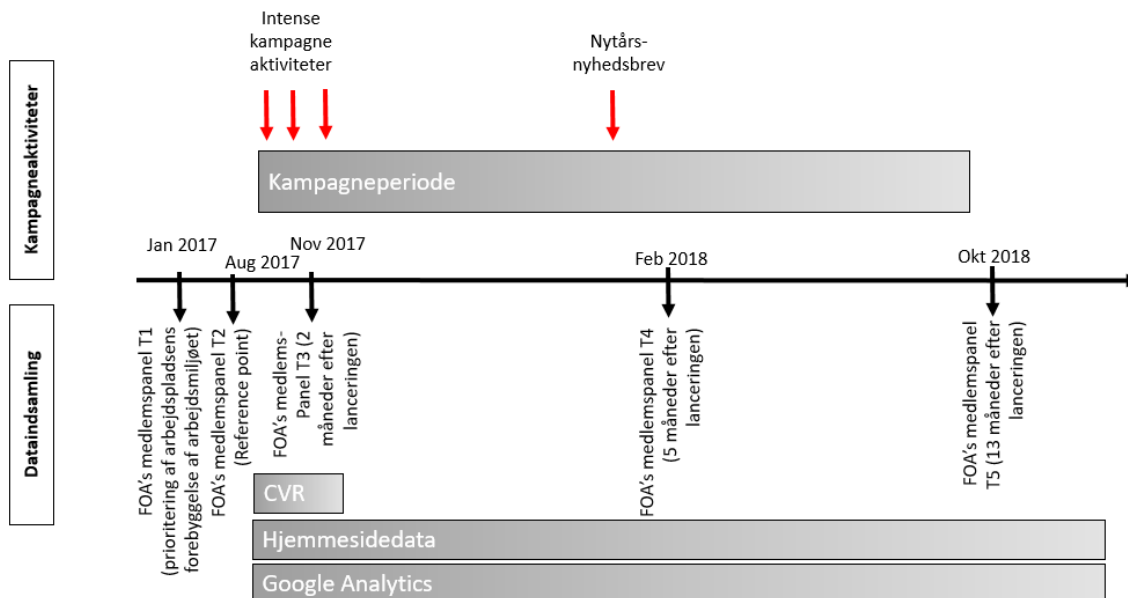 Intense
kampagne
aktiviteter
Nytårs-
nyhedsbrev
Kampagneaktiviteter
Kampagneperiode
Jan 2017
Aug 2017
Nov 2017
Feb 2018
Okt 2018
Dataindsamling
FOA's medlemspanel T1
(prioritering af arbejdspladsens
forebyggelse af arbejdsmiljøet)
FOA's medlemspanel T2
(Reference point)
FOA's medlems-
Panel T3 (2
måneder efter
lanceringen)
FOA's medlemspanel T4
(5 måneder efter
lanceringen)
FOA's medlemspanel
T5 (13 måneder efter
lanceringen)
CVR
Hjemmesidedata
Google Analytics